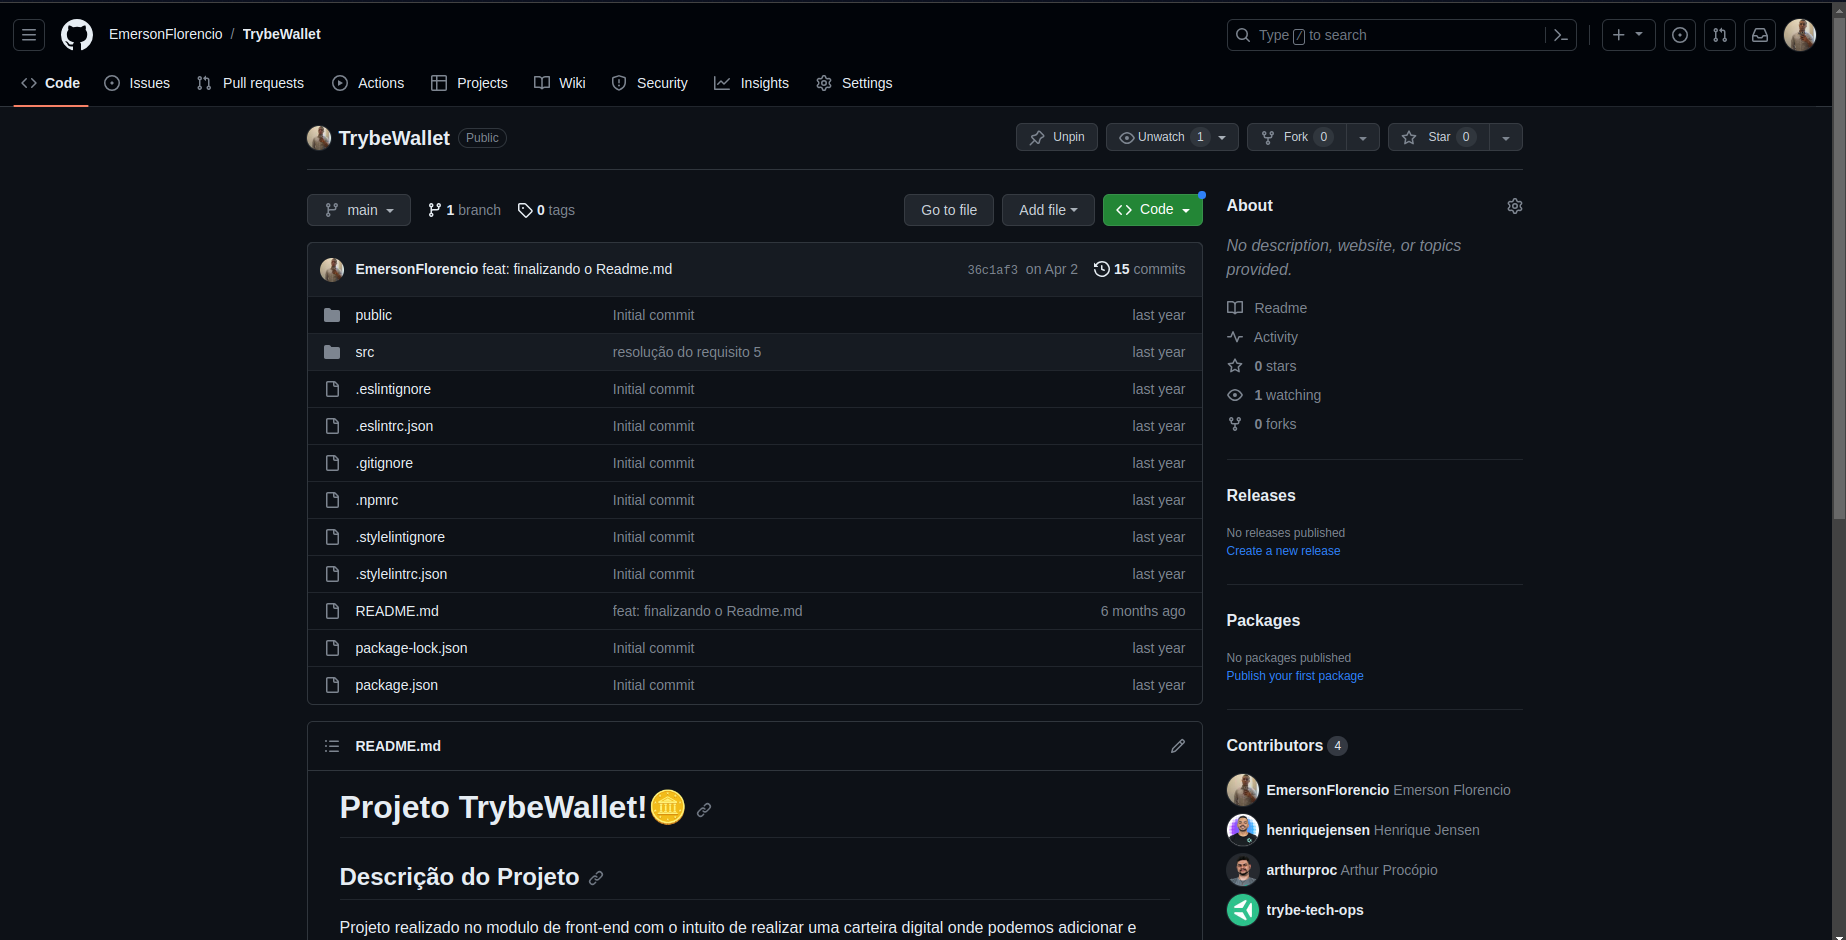 EmersonFlorencio / TrybeWallet
Type / to search
Code Issues Pull requests Actions Projects Wiki Security Insights Settings
TrybeWallet Public
Unpin Unwatch 1 Fork 0 Star 0
main 1 branch 0 tags
Go to file Add file Code
EmersonFlorencio feat: finalizando o Readme.md 36c1af3 on Apr 2 15 commits
public Initial commit last year
src resolução do requisito 5 last year
.eslintignore Initial commit last year
.eslintrc.json Initial commit last year
.gitignore Initial commit last year
.npmrc Initial commit last year
.stylelintignore Initial commit last year
.stylelintrc.json Initial commit last year
README.md feat: finalizando o Readme.md 6 months ago
package-lock.json Initial commit last year
package.json Initial commit last year
README.md
Projeto TrybeWallet!
Descrição do Projeto
Projeto realizado no modulo de front-end com o intuito de realizar uma carteira digital onde podemos adicionar e
About
No description, website, or topics
provided.
Readme
Activity
0 stars
1 watching
0 forks
Releases
No releases published
Create a new release
Packages
No packages published
Publish your first package
Contributors 4
EmersonFlorencio Emerson Florencio
henriquejensen Henrique Jensen
arthurproc Arthur Procópio
trybe-tech-ops